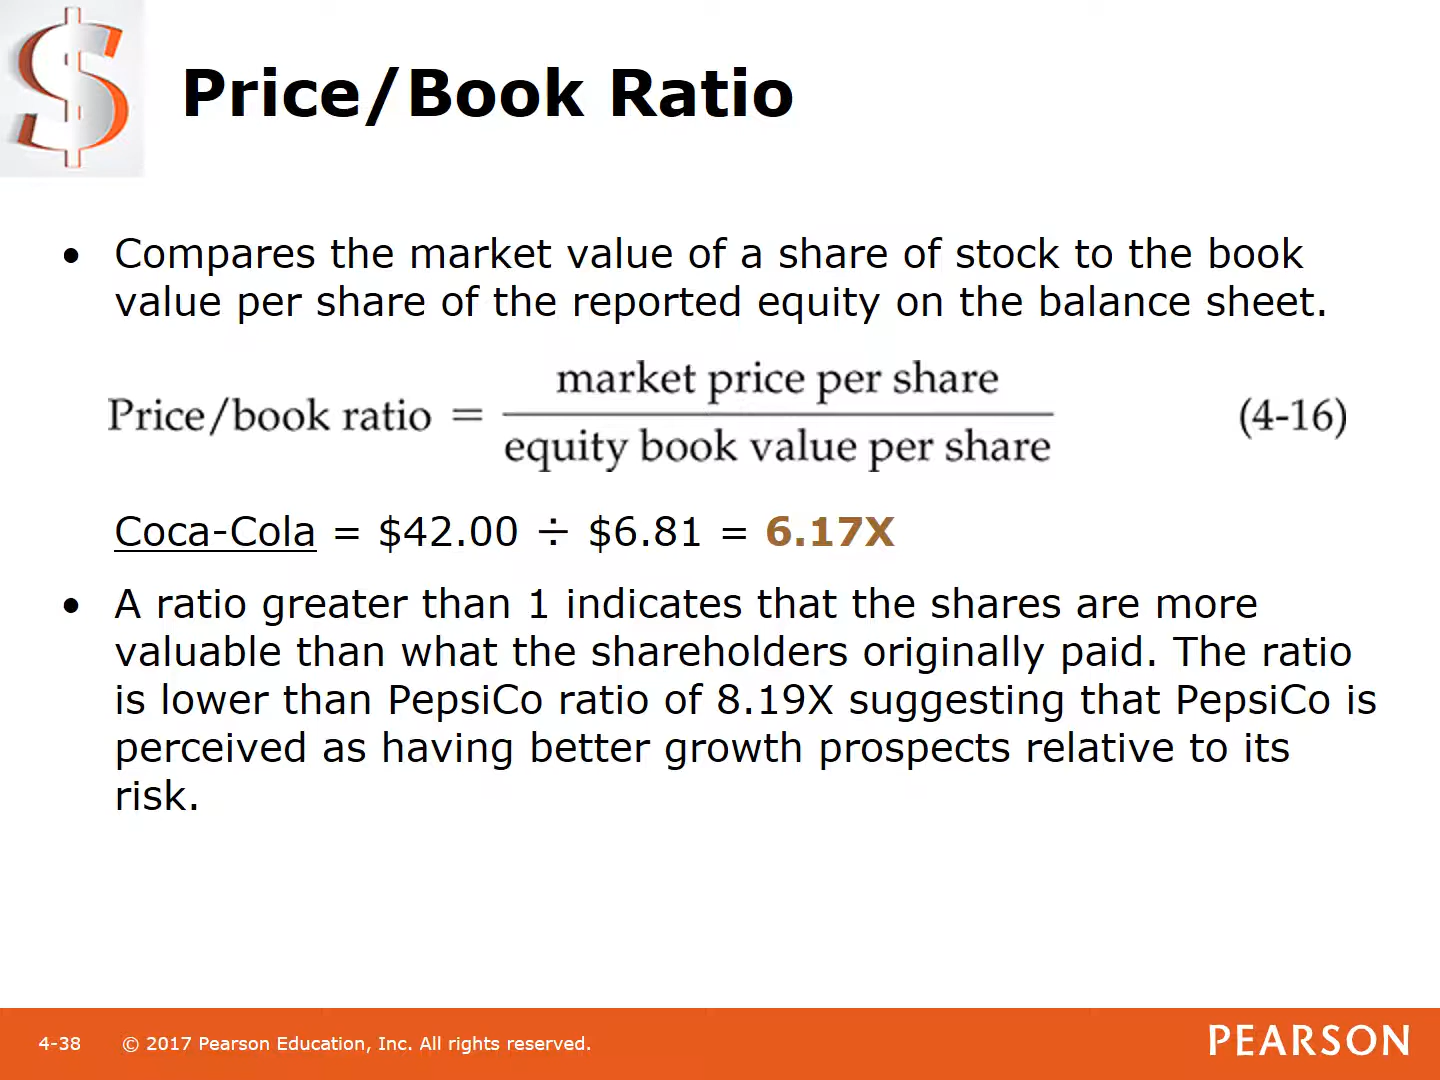 Price/Book Ratio
• Compares the market value of a share of stock to the book
value per share of the reported equity on the balance sheet.
Price/book ratio = market price per share / equity book value per share (4-16)
Coca-Cola = $42.00 ÷ $6.81 = 6.17X
• A ratio greater than 1 indicates that the shares are more
valuable than what the shareholders originally paid. The ratio
is lower than PepsiCo ratio of 8.19X suggesting that PepsiCo is
perceived as having better growth prospects relative to its
risk.
4-38 © 2017 Pearson Education, Inc. All rights reserved. PEARSON